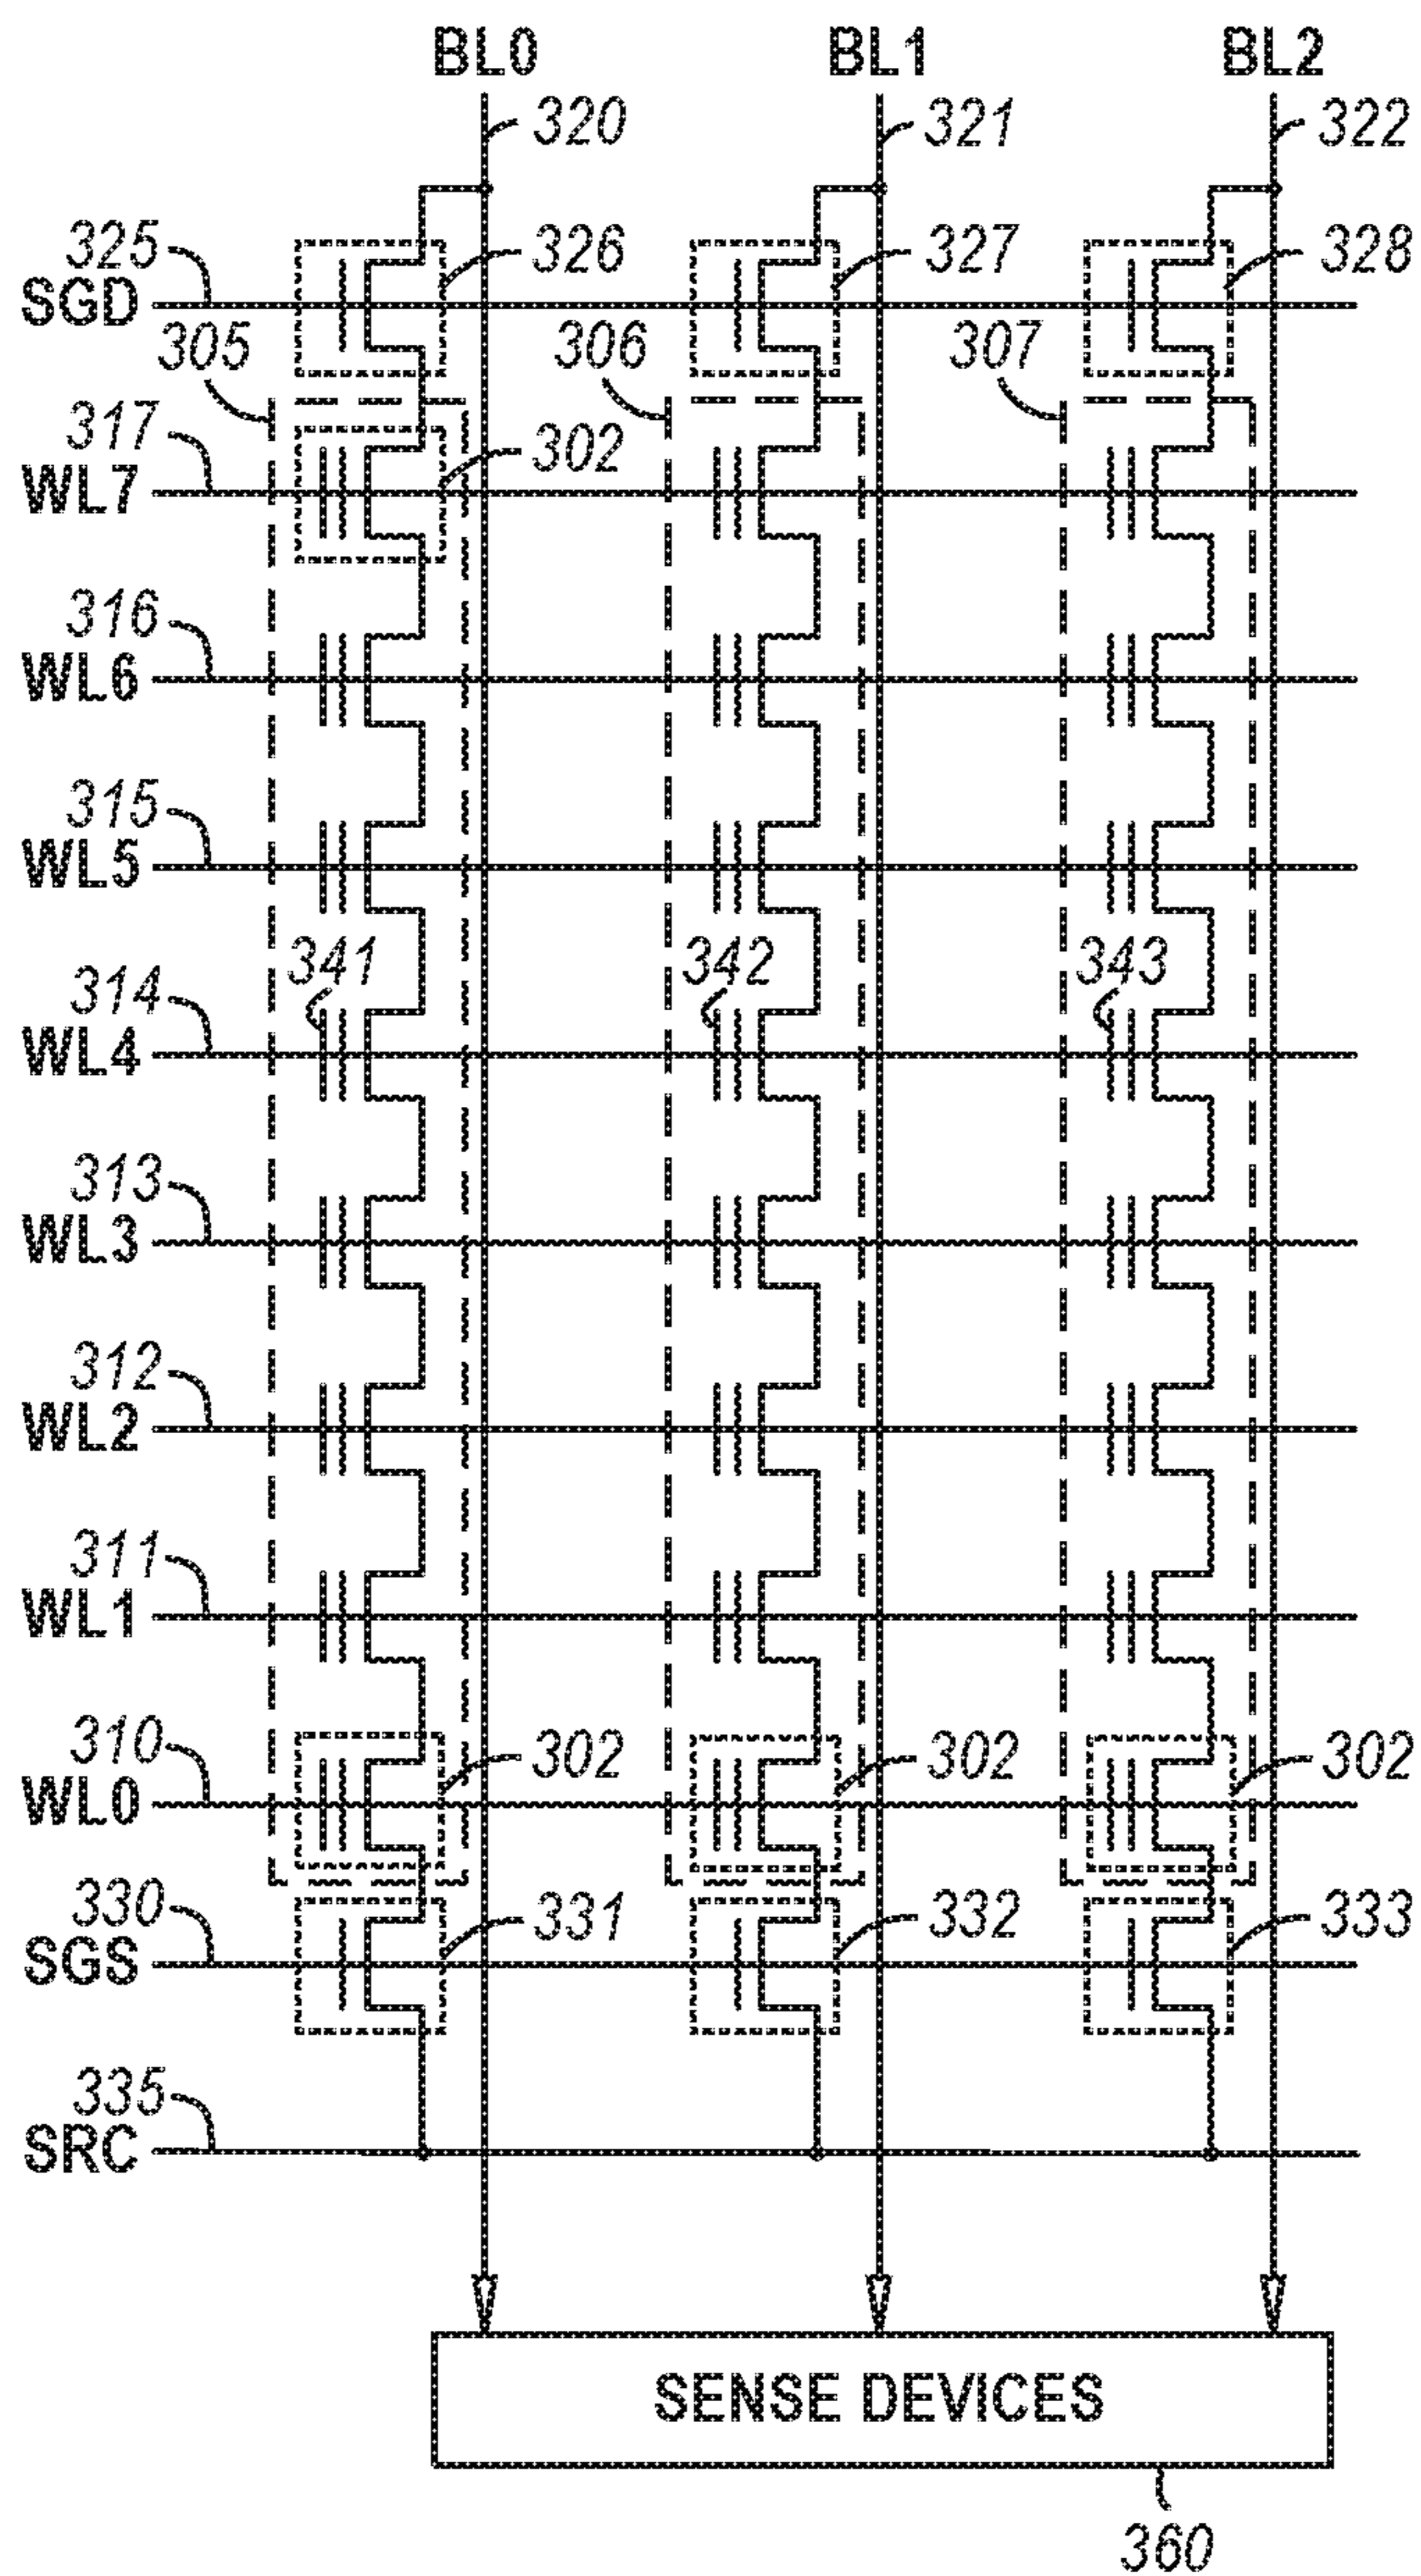 BL0 BL1 BL2
320 321 322
325 326 327 328
SGD
305 306 307
317 302
WL7
316
WL6
315
WL5
341 342 343
314
WL4
313
WL3
312
WL2
311
WL1
310 302 302 302
WL0
330 331 332 333
SGS
335
SRC
SENSE DEVICES
360